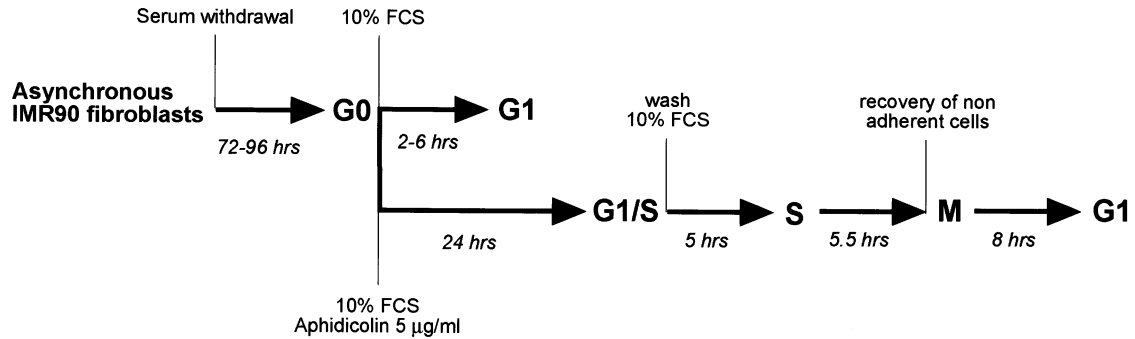 Serum withdrawal
10% FCS
Asynchronous
IMR90 fibroblasts
G0
G1
72-96 hrs
2-6 hrs
wash
10% FCS
recovery of non
adherent cells
G1/S
S
M
G1
24 hrs
5 hrs
5.5 hrs
8 hrs
10% FCS
Aphidicolin 5 μg/ml